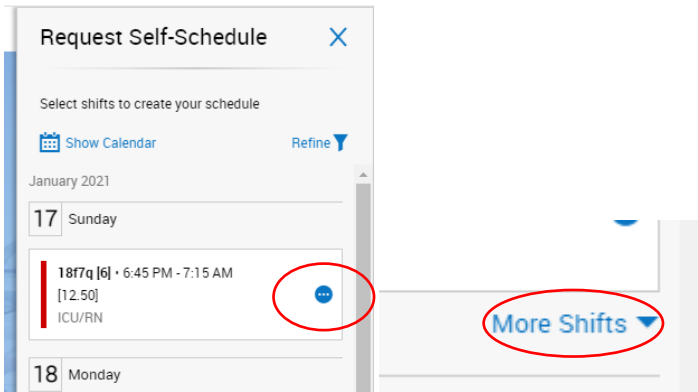 Request Self-Schedule X
Select shifts to create your schedule
Show Calendar Refine
January 2021
17 Sunday
18f7q [6] • 6:45 PM - 7:15 AM
[12.50]
ICU/RN
More Shifts
18 Monday